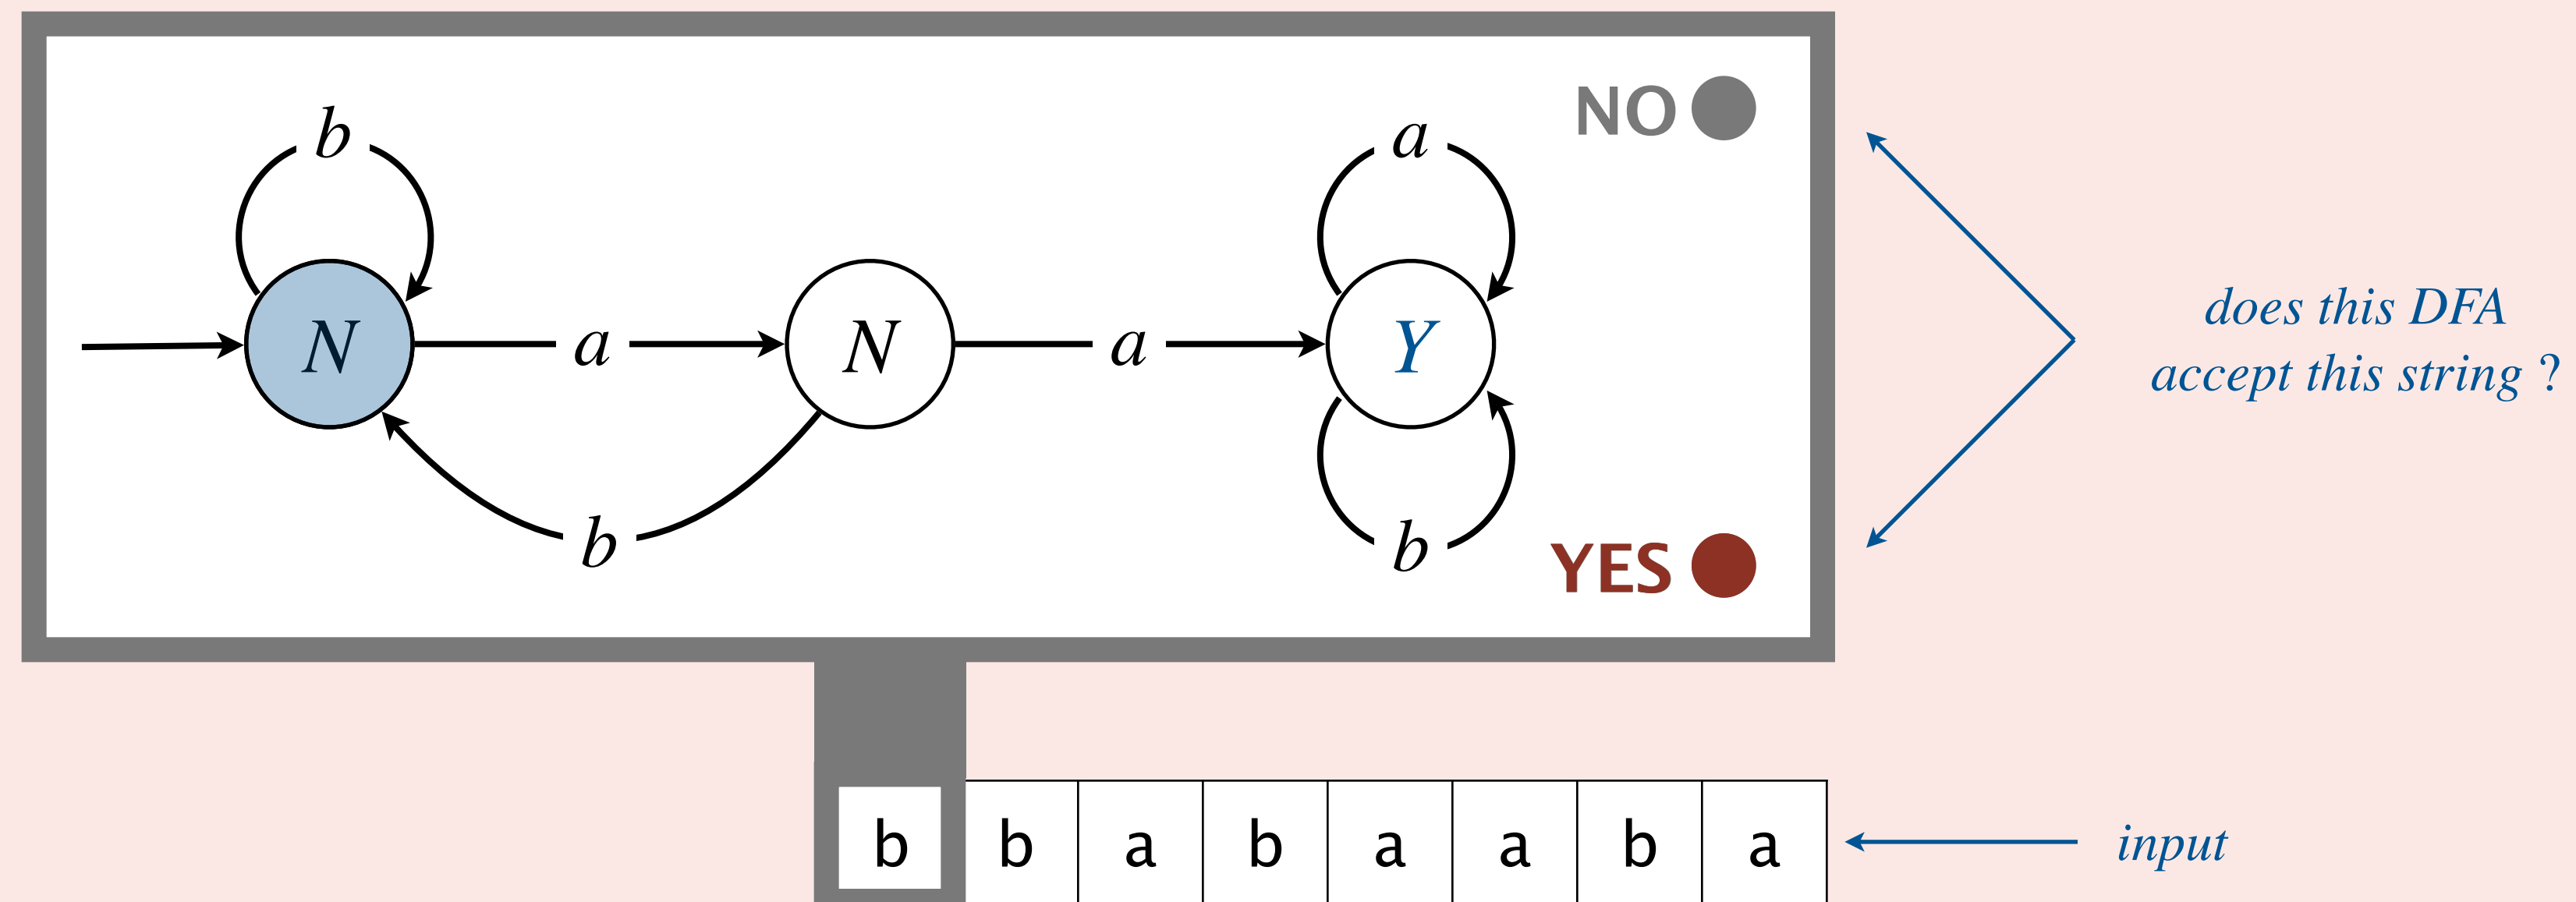 b
a
NO
N
a
N
a
Y
b
b
YES
does this DFA
accept this string ?
b b a b a a b a
input